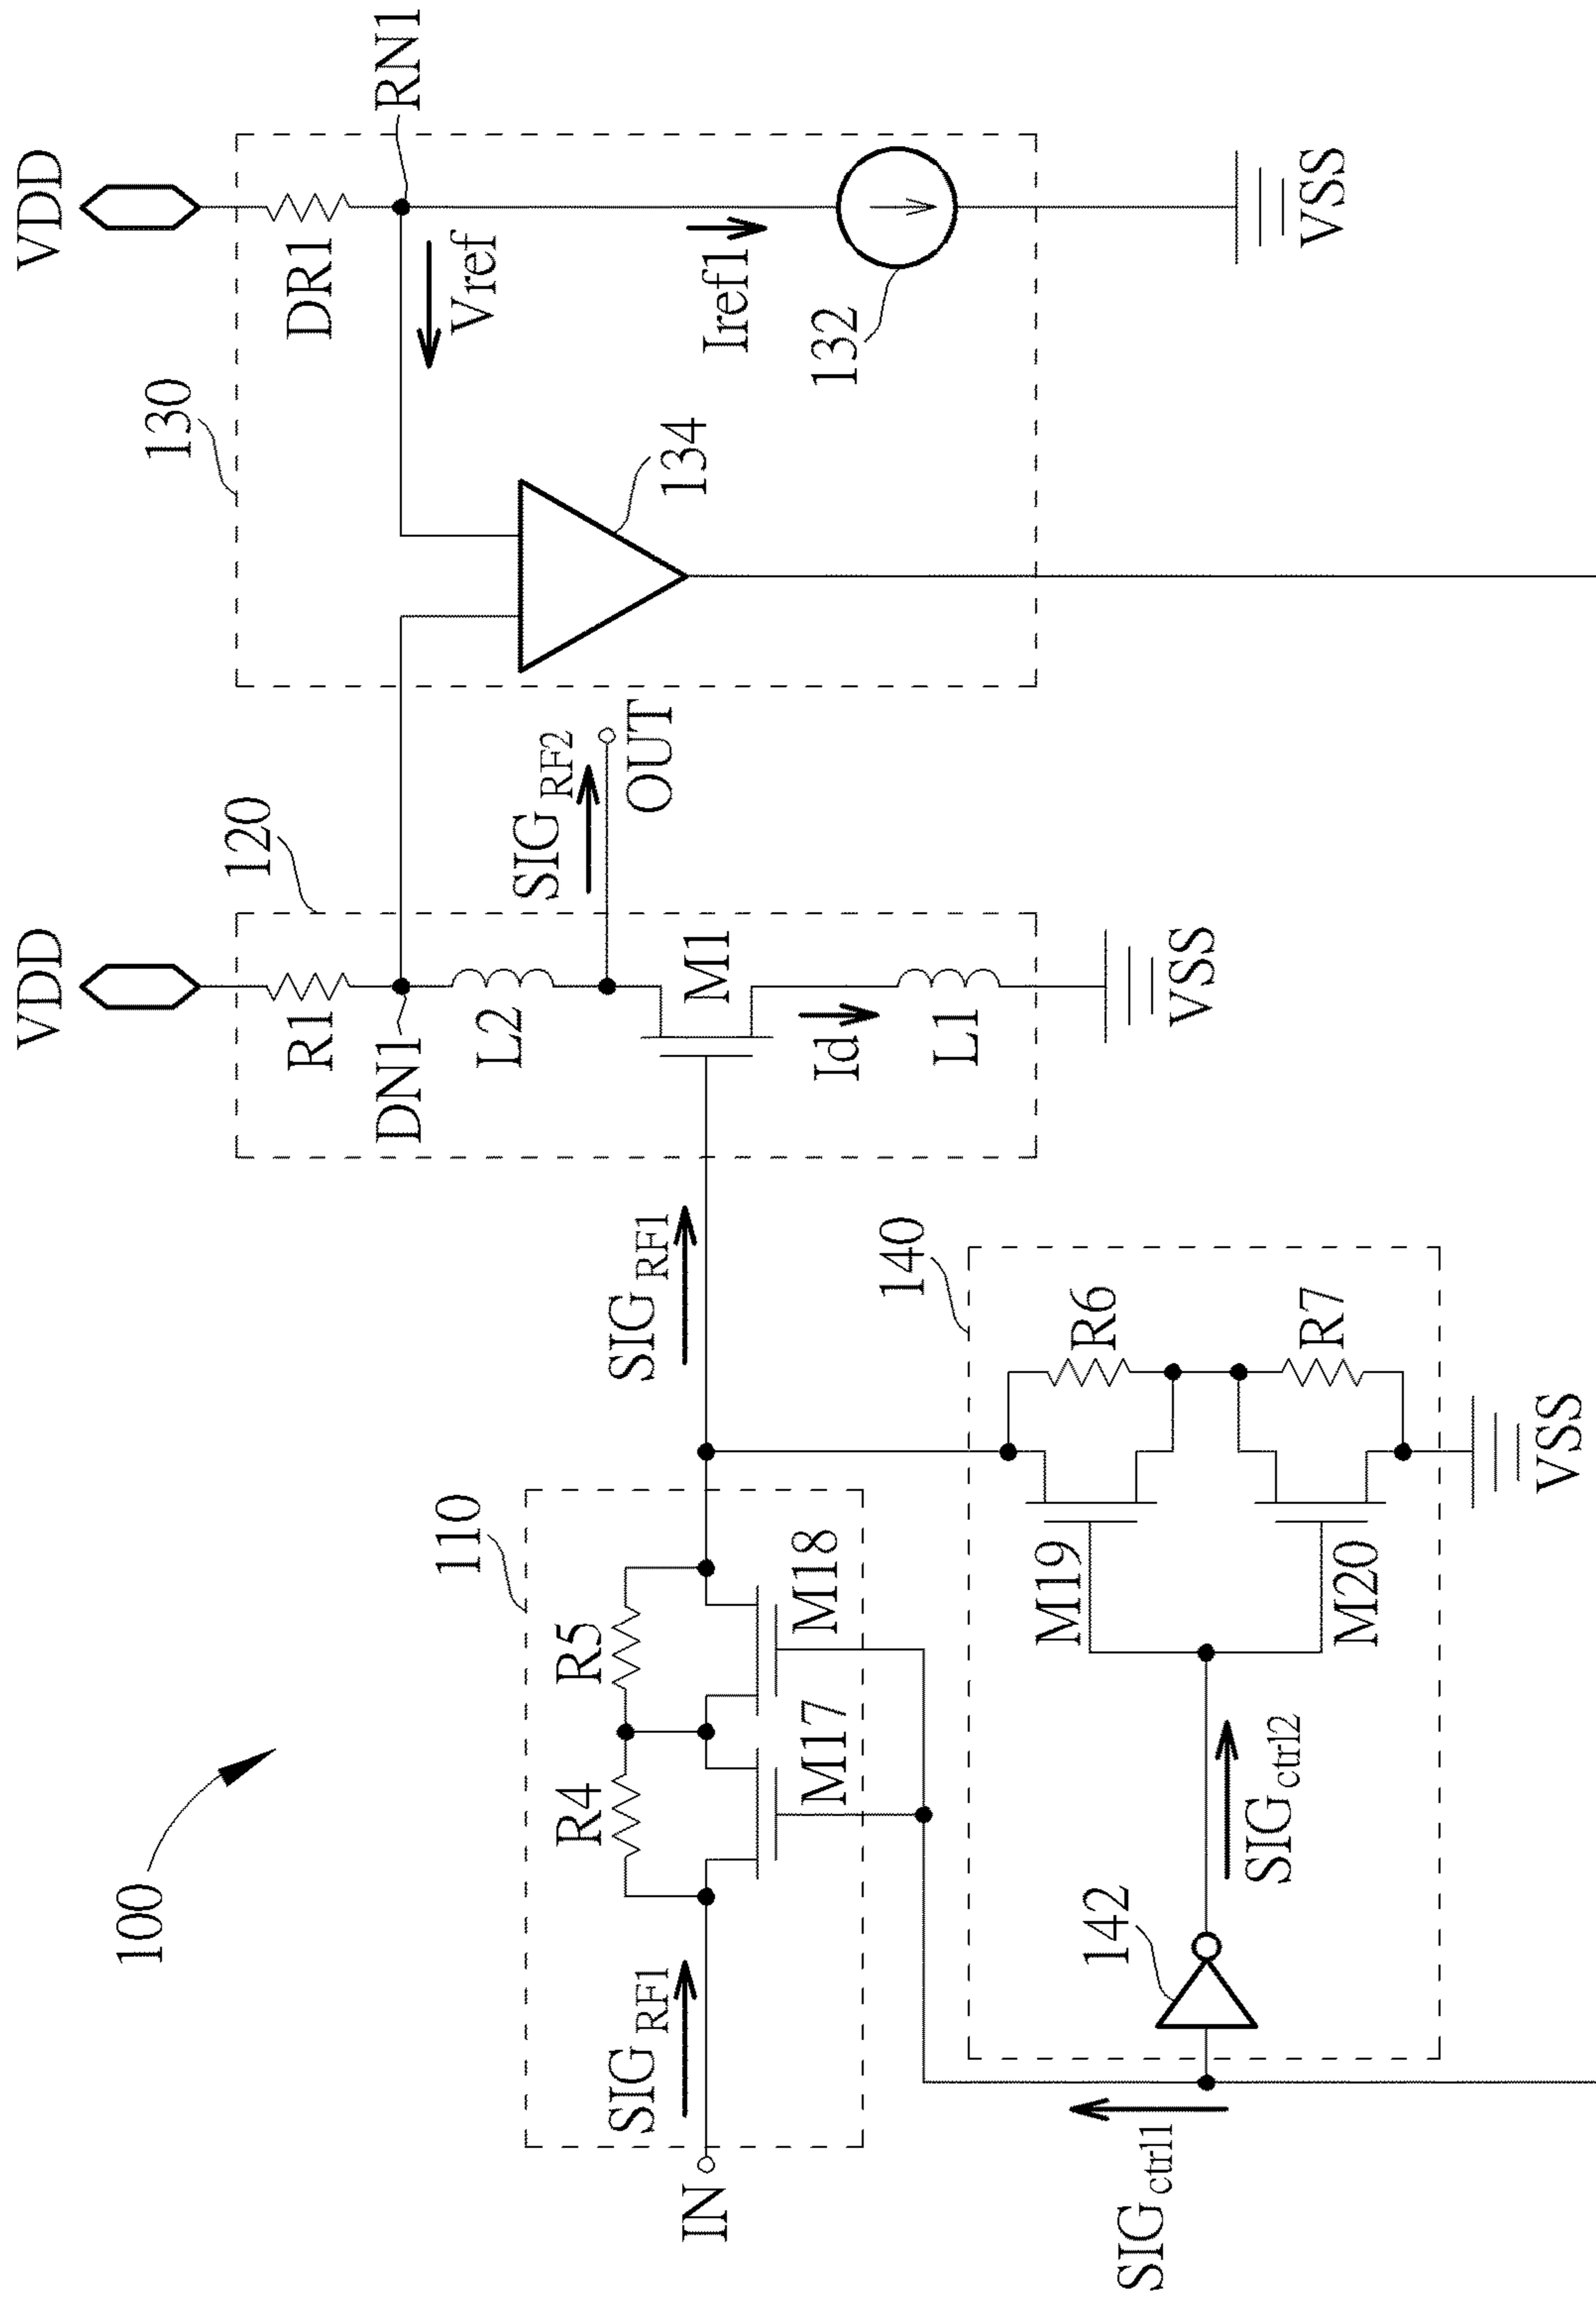 100
VDD
VDD
130
120
R1
DR1
DN1
RN1
Vref
L2
110
SIG RF2
R4
R5
SIG RF1
SIG RF1
OUT
134
IN
M1
Iref1
M17
M18
Id
132
140
L1
M19
R6
142
SIG ctrl1
VSS
SIG ctrl2
VSS
M20
R7
VSS